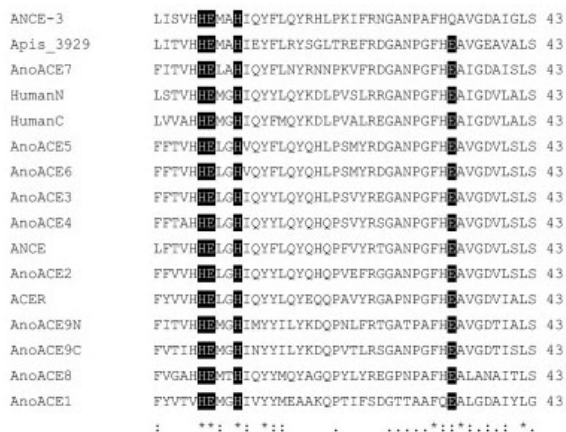 ANCE-3 LISVHHEMAHIQYFLQYRHLPKIFRNGANPAFHQAVGDAIGLS 43
Apis_3929 LITVHHEMAHIEYFLRYSGLTREFRDGANPGFHEAVGEAVALS 43
AnoACE7 FITVHHELAHIQYFLNYRNNPKVFRDGANPGFHEAIGDAISLS 43
HumanN LSTVHHEMGHIQYYLQYKDLPVSLRRGANPGFHEAIGDVLALS 43
HumanC LVVAHHEMGHIQYFMQYKDLPVALREGANPGFHEAIGDVLALS 43
AnoACE5 FFTVHHELGHVQYFLQYQHLPSMYRDGANPGFHEAVGDVLSLS 43
AnoACE6 FFTVHHELGHVQYFLQYQHLPSMYRDGANPGFHEAVGDVLSLS 43
AnoACE3 FFTVHHELGHIQYYLQYQHLPSVYREGANPGFHEAVGDVLSLS 43
AnoACE4 FFTAHHELGHIQYYLQYQHQPSVYRSGANPGFHEAVGDVLSLS 43
ANCE LFTVHHELGHIQYFLQYQHQPFVYRTGANPGFHEAVGDVLSLS 43
AnoACE2 FFVVHHELGHIQYYLQYQHQPVEFRGGANPGFHEAVGDVLSLS 43
ACER FYVVHHELGHIQYYLQYEQQPAVYRGAPNPGFHEAVGDVIALS 43
AnoACE9N FITVHHEMGHIMYYILYKDQPNLFRTGATPAFHEAVGDTIALS 43
AnoACE9C FVTIHHEMGHINYYILYKDQPVTLRSGANPGFHEAVGDTISLS 43
AnoACE8 FVGAHHEMTHIQYYMQYAGQPYLYREGPNPAFHEALANAITLS 43
AnoACE1 FYVTVHEMGHIVYYMEAAKQPTIFSDGTTAAFQEALGDAIYLG 43
: **: *: *:: . .....*:*:.:.: *.